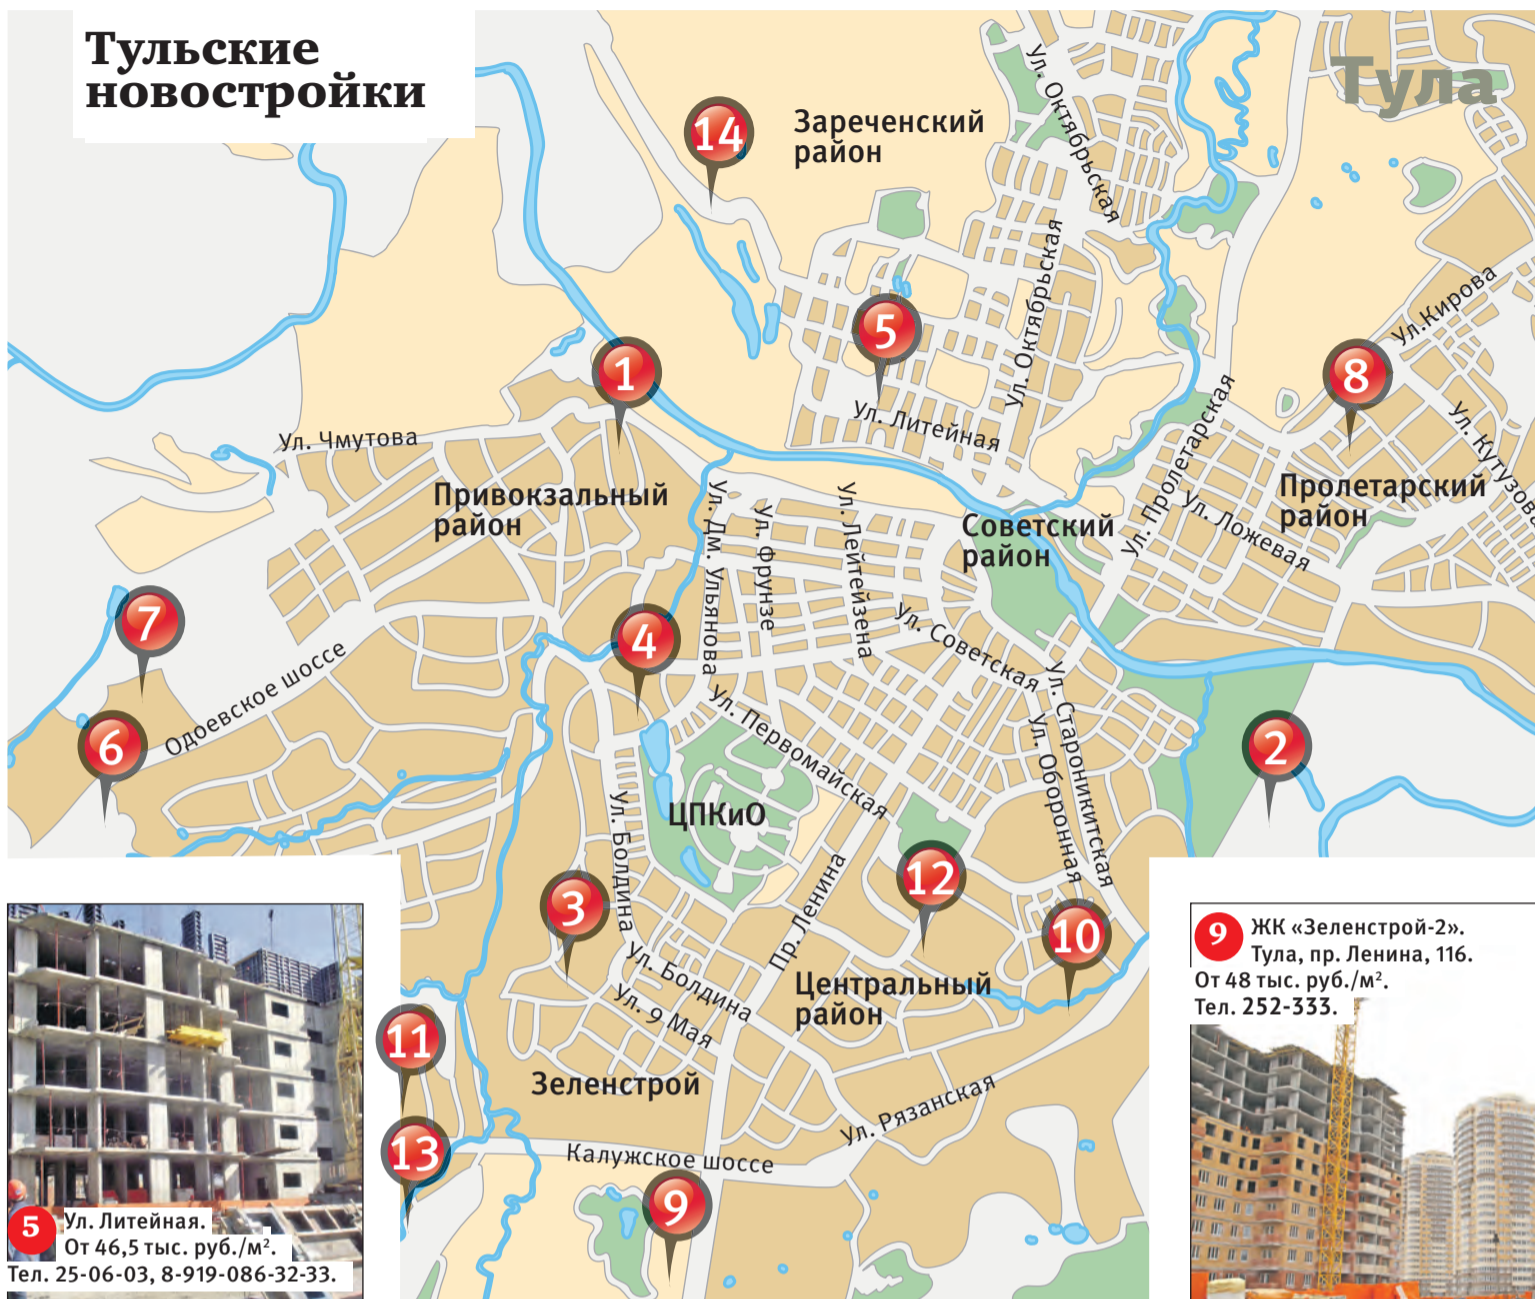 Тульские
новостройки
Тула
14
Зареченский
район
Ул. Октябрьская
Ул. Октябрьская
5
1
8
Ул.Кирова
Ул. Кутузова
Ул. Литейная
Ул. Чмутова
Ул. Пролетарская
Привокзальный
район
Пролетарский
район
Ул. Ложевая
Советский
район
Ул. Дм. Ульянова
Ул. Фрунзе
Ул. Лейтейзена
7
4
Ул. Советская
Одоевское шоссе
6
Ул. Первомайская
Ул. Староникитская
Ул. Оборонная
2
ЦПКиО
Ул. Болдина
3
12
10
Пр. Ленина
Ул. Болдина
Ул. 9 Мая
Центральный
район
11
Зеленстрой
Ул. Рязанская
13
Калужское шоссе
9
5
Ул. Литейная.
От 46,5 тыс. руб./м².
Тел. 25-06-03, 8-919-086-32-33.
9
ЖК «Зеленстрой-2».
Тула, пр. Ленина, 116.
От 48 тыс. руб./м².
Тел. 252-333.